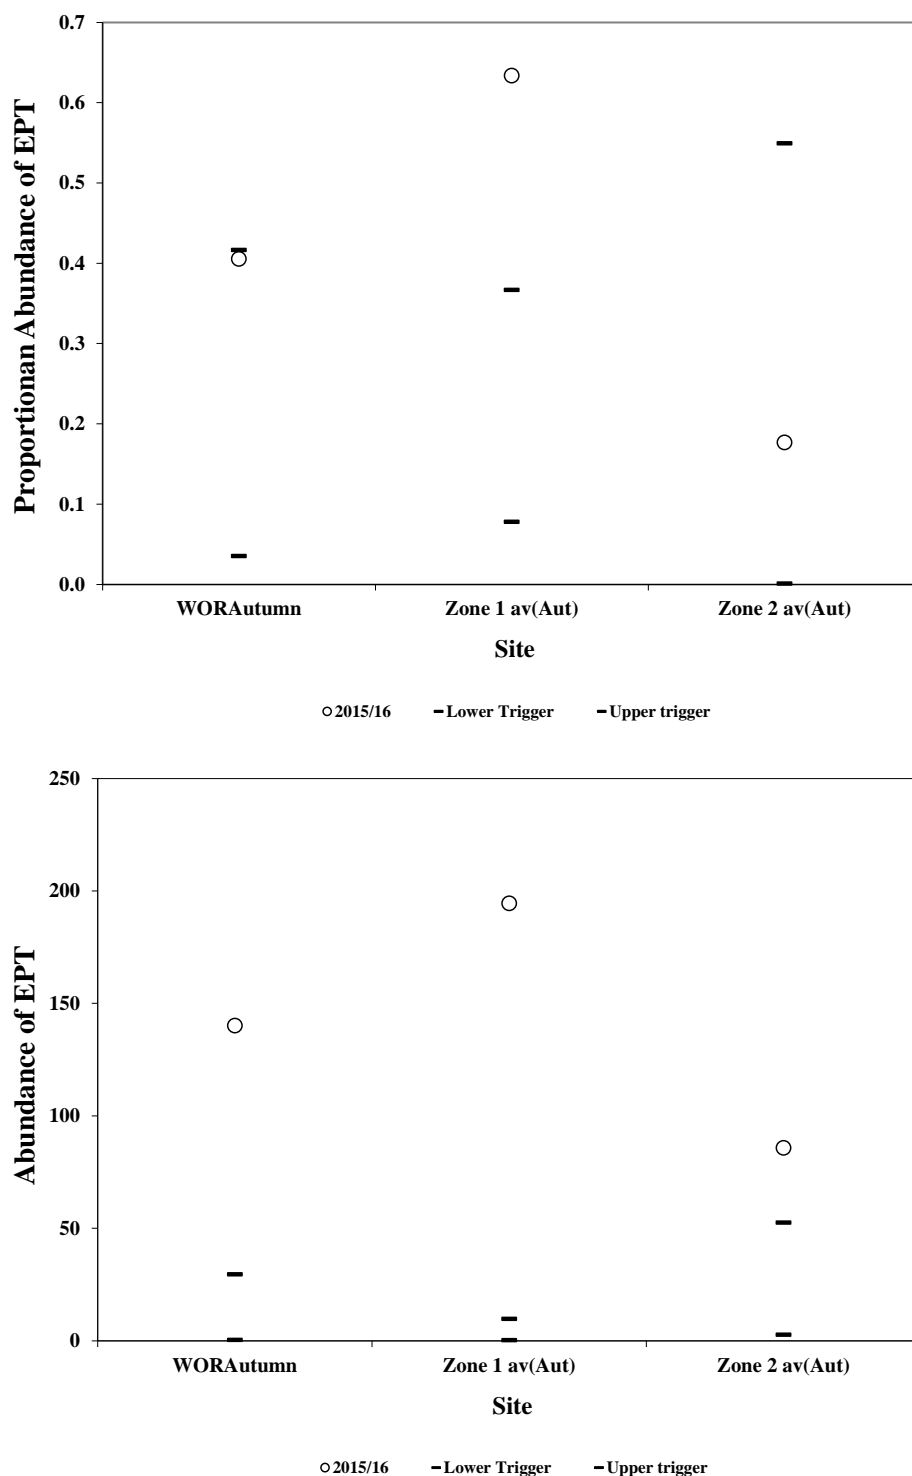 0.7
0.6
0.5
0.4
0.3
0.2
0.1
0.0
Proportionan Abundance of EPT
WORAutumn Zone 1 av(Aut) Zone 2 av(Aut)
Site
2015/16 Lower Trigger Upper trigger
250
200
150
100
50
0
Abundance of EPT
WORAutumn Zone 1 av(Aut) Zone 2 av(Aut)
Site
2015/16 Lower Trigger Upper trigger